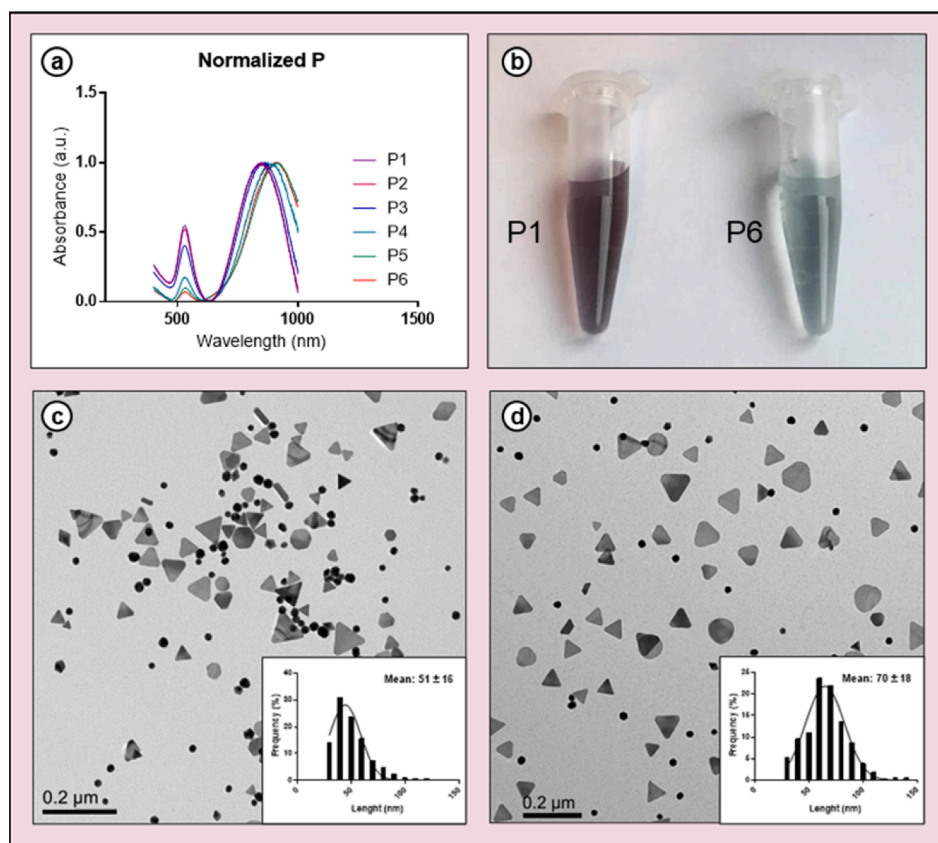 a
Normalized P
Absorbance (a.u.)
1.5
1.0
0.5
0.0
500
1000
1500
Wavelength (nm)
P1
P2
P3
P4
P5
P6
b
P1
P6
c
0.2 µm
Mean: 51 ± 16
Frequency (%)
40
30
20
10
0
0
50
100
150
Lenght (nm)
d
0.2 µm
Mean: 70 ± 18
Frequency (%)
26
20
16
10
5
0
0
50
100
150
Lenght (nm)